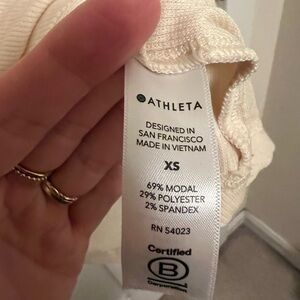 ATHLETA
DESIGNED IN
SAN FRANCISCO
MADE IN VIETNAM
XS
69% MODAL
29% POLYESTER
2% SPANDEX
RN 54023
Certified
B
Corporation